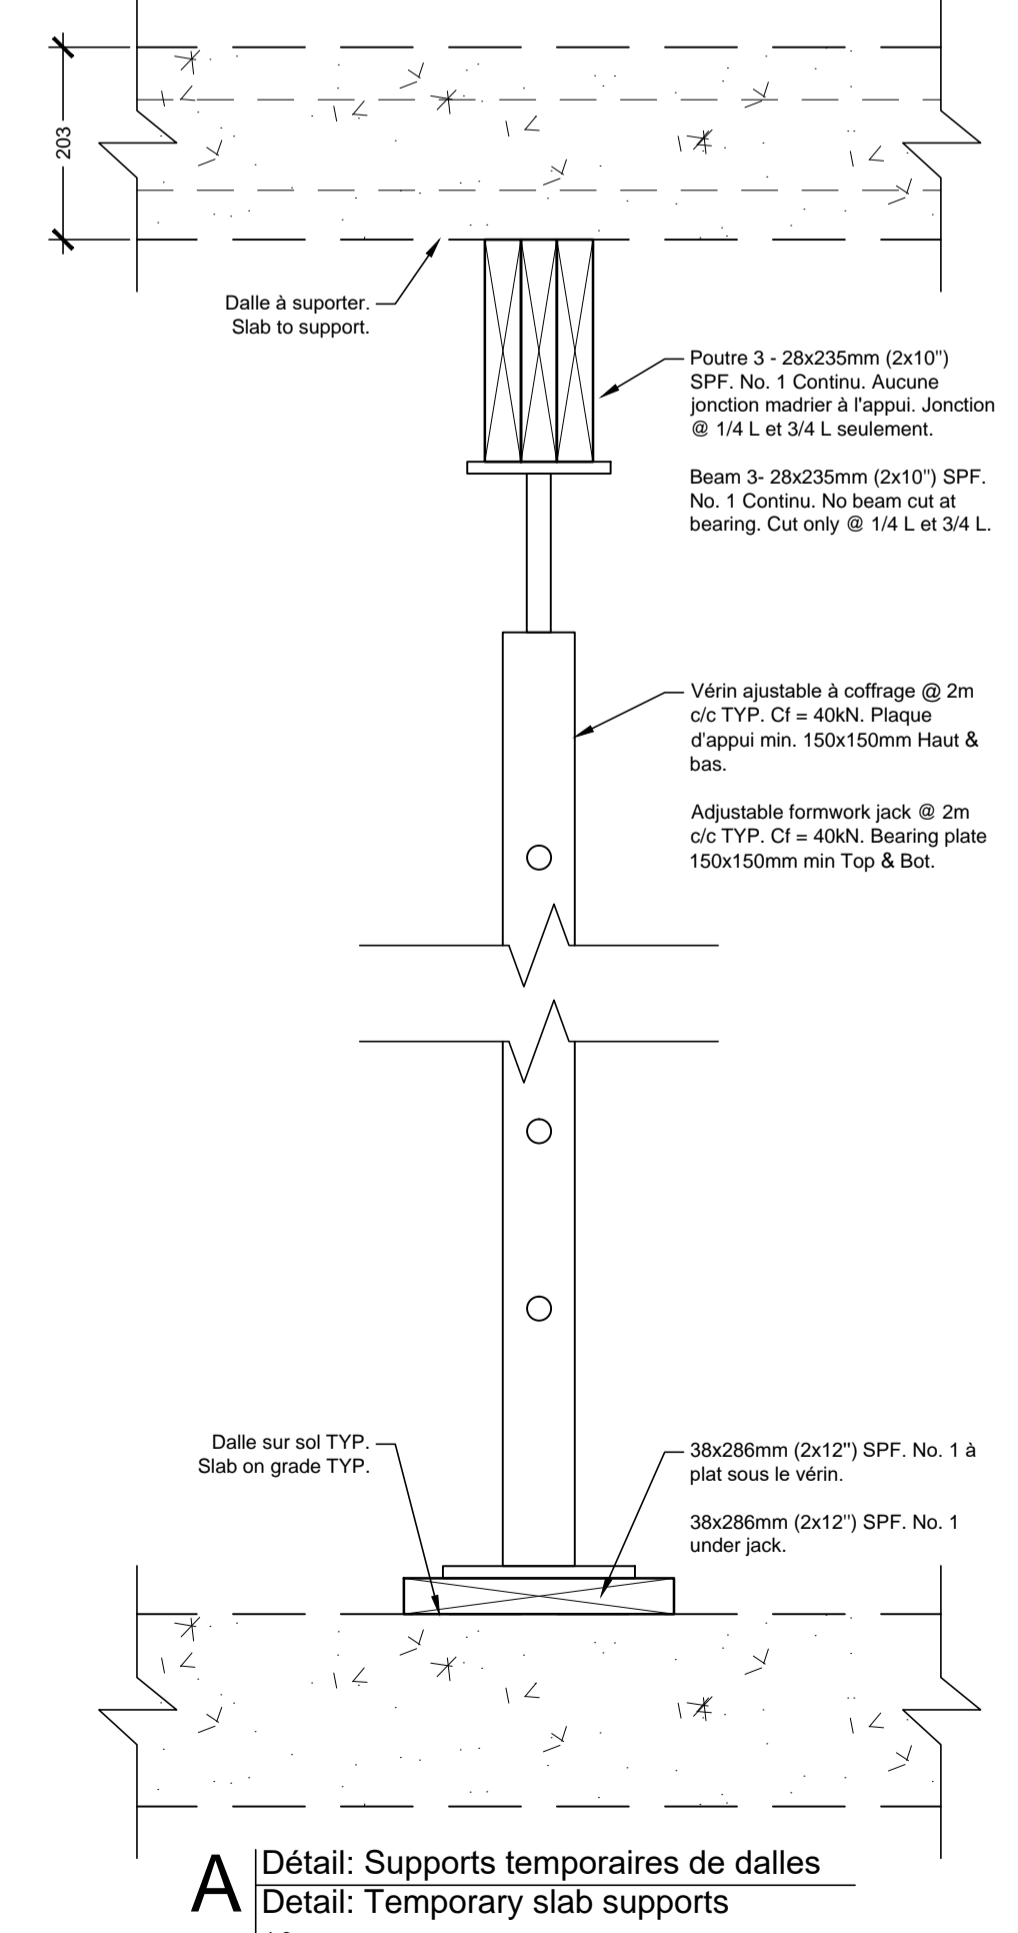 203
Dalle à suporter.
Slab to support.
Poutre 3 - 28x235mm (2x10")
SPF. No. 1 Continu. Aucune
jonction madrier à l'appui. Jonction
@ 1/4 L et 3/4 L seulement.
Beam 3- 28x235mm (2x10") SPF.
No. 1 Continu. No beam cut at
bearing. Cut only @ 1/4 L et 3/4 L.
Vérin ajustable à coffrage @ 2m
c/c TYP. Cf = 40kN. Plaque
d'appui min. 150x150mm Haut &
bas.
Adjustable formwork jack @ 2m
c/c TYP. Cf = 40kN. Bearing plate
150x150mm min Top & Bot.
Dalle sur sol TYP.
Slab on grade TYP.
38x286mm (2x12") SPF. No. 1 à
plat sous le vérin.
38x286mm (2x12") SPF. No. 1
under jack.
A
Détail: Supports temporaires de dalles
Detail: Temporary slab supports